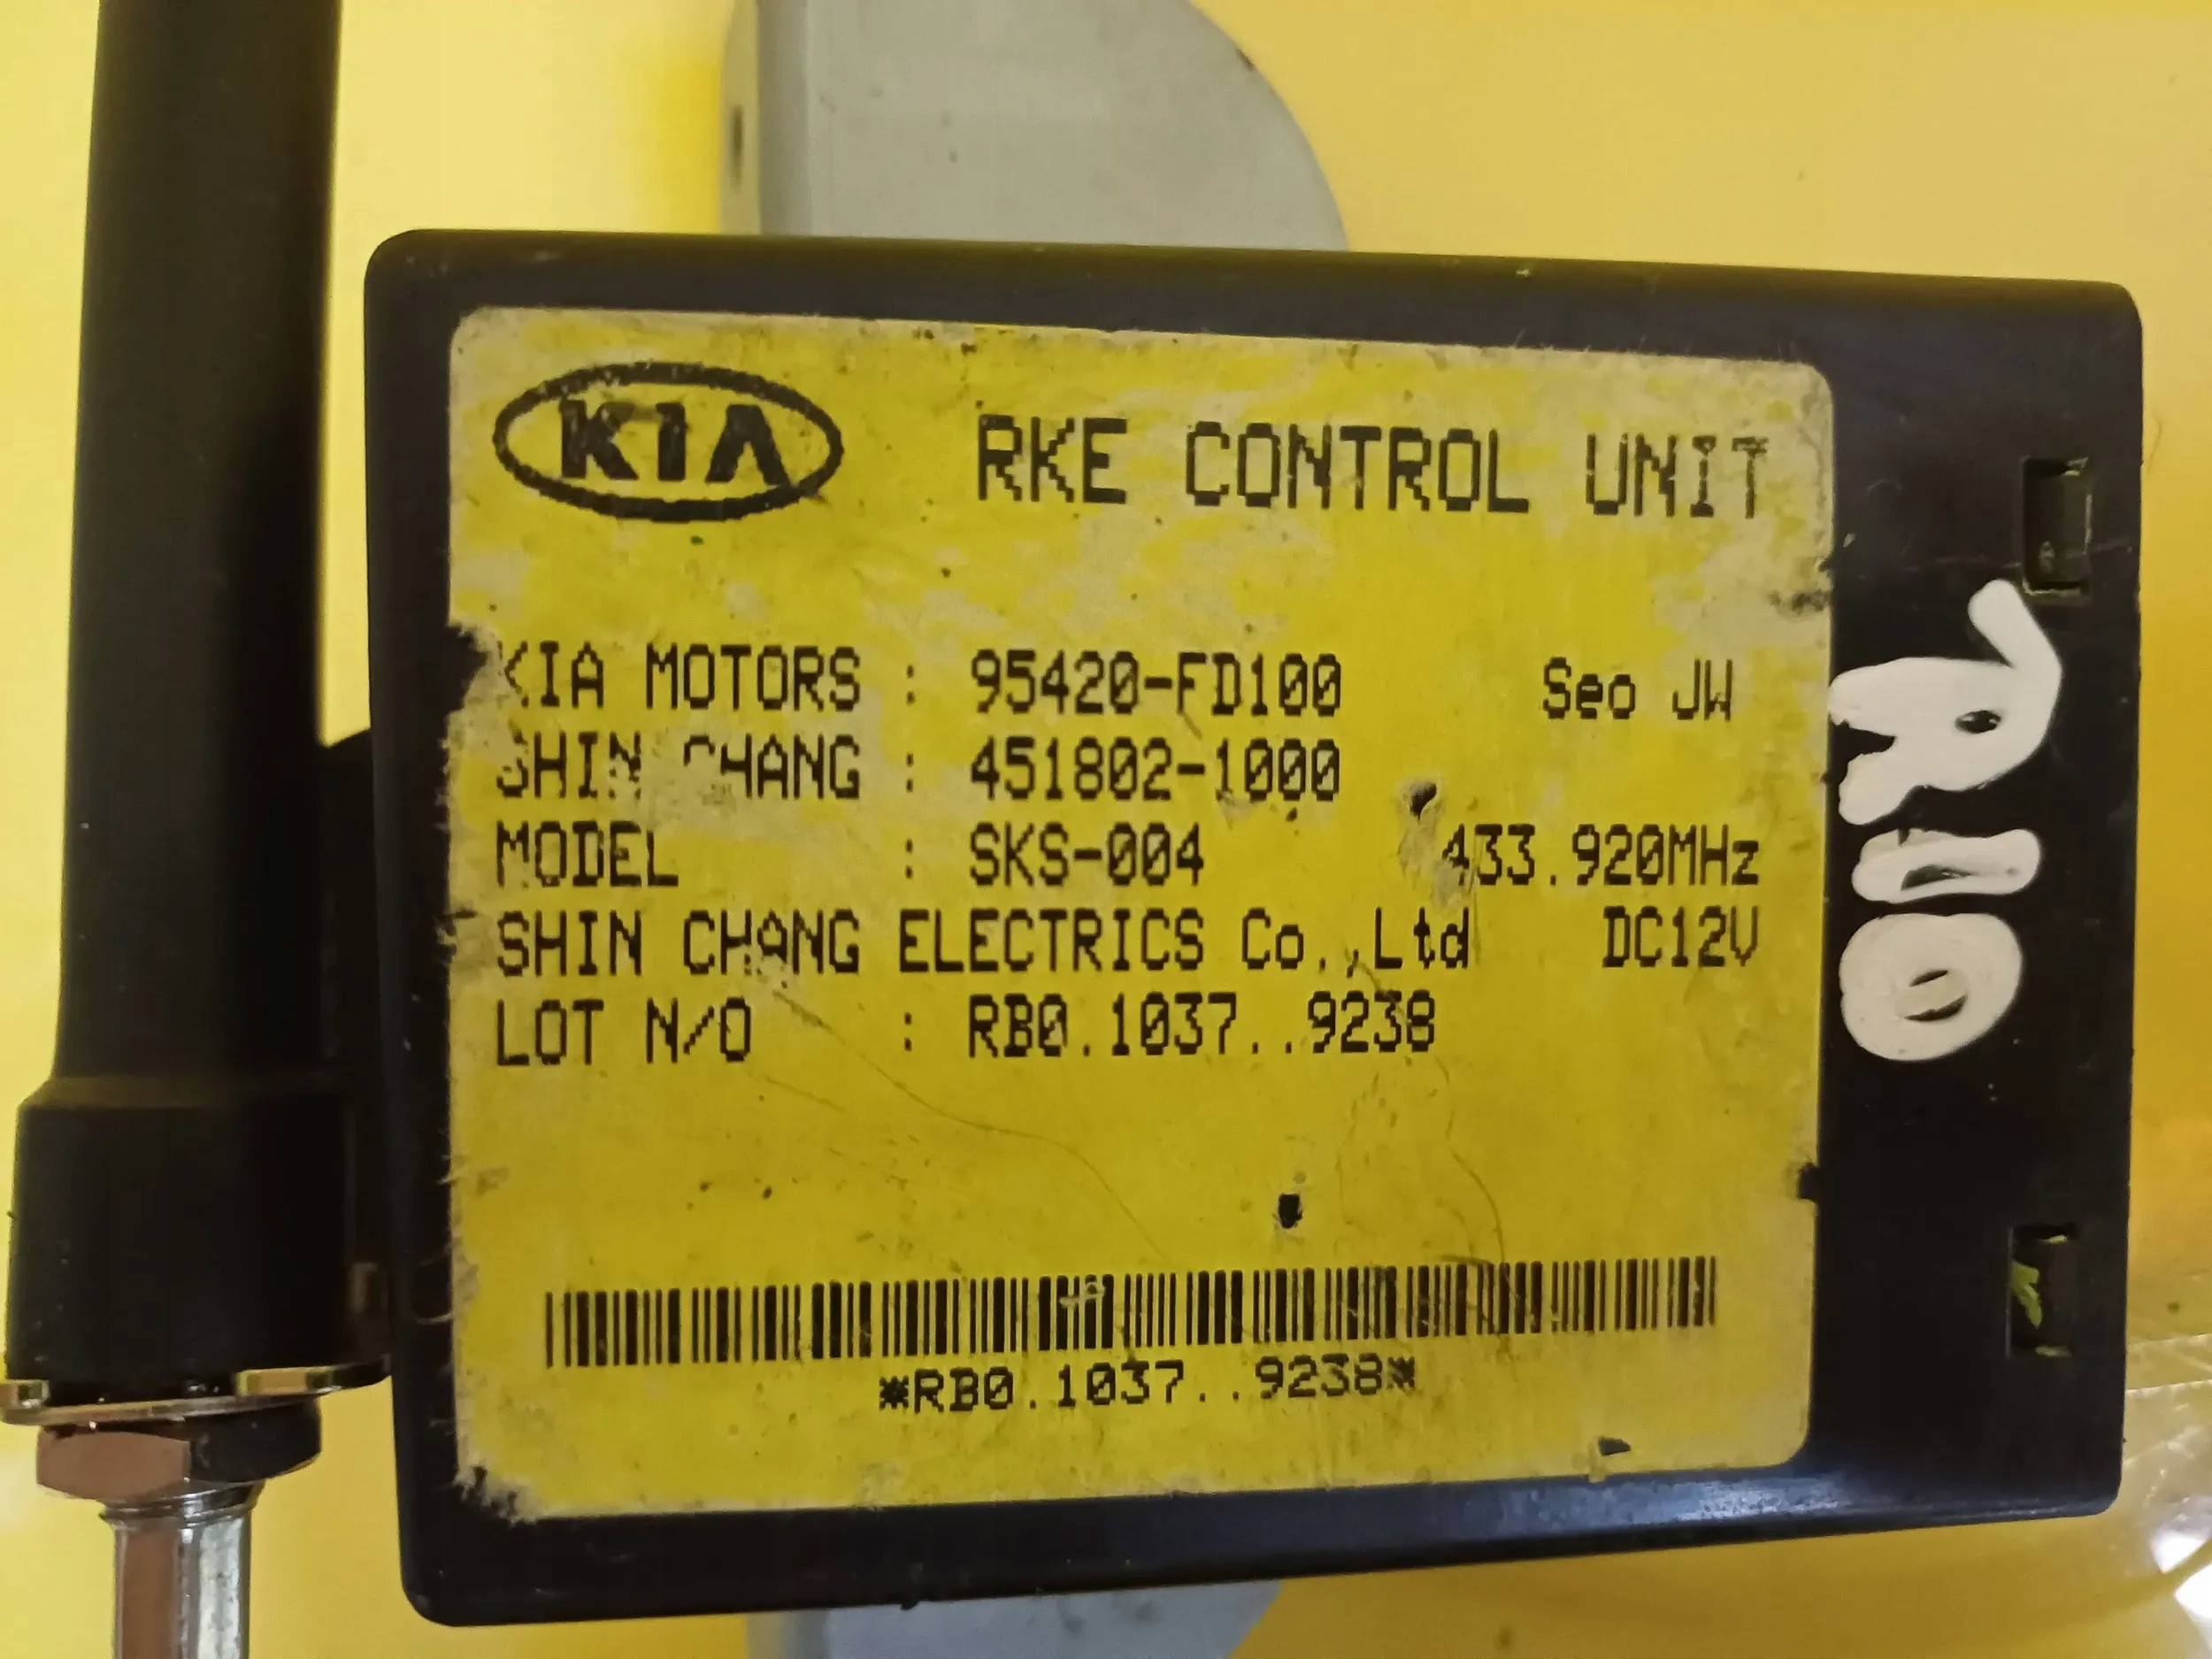 KIA RKE CONTROL UNIT
KIA MOTORS : 95420-FD100 Seo JW
SHIN CHANG : 451802-1000
MODEL : SKS-004 433.920MHz
SHIN CHANG ELECTRICS Co.,Ltd DC12V
LOT N/O : RB0.1037..9238
*RB0.1037..9238*
RIO